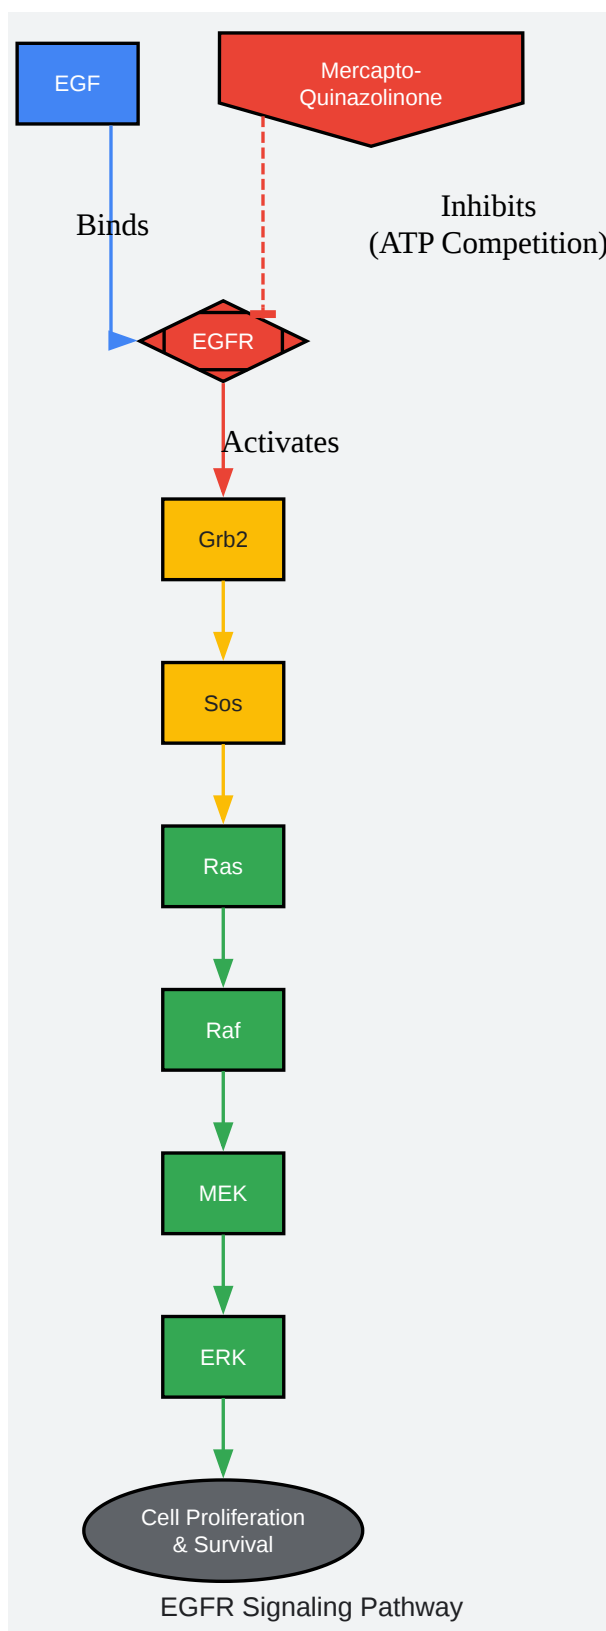 EGF
Mercapto-
Quinazolinone
Binds
Inhibits
(ATP Competition)
EGFR
Activates
Grb2
Sos
Ras
Raf
MEK
ERK
Cell Proliferation
& Survival
EGFR Signaling Pathway